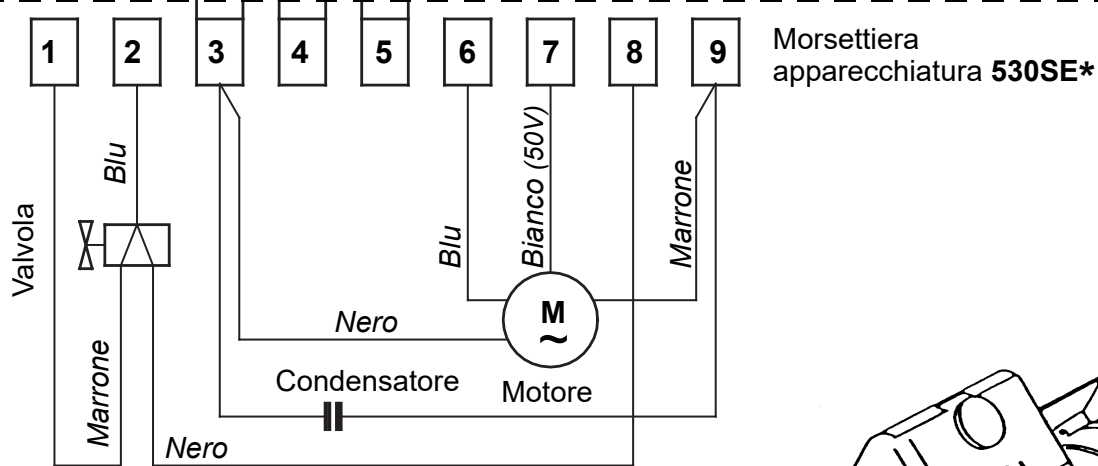 1 2 3 4 5 6 7 8 9
Morsettiera
apparecchiatura 530SE*
Valvola
Blu
Marrone
Nero
Nero
Condensatore
Blu
Bianco (50V)
Marrone
M
~
Motore